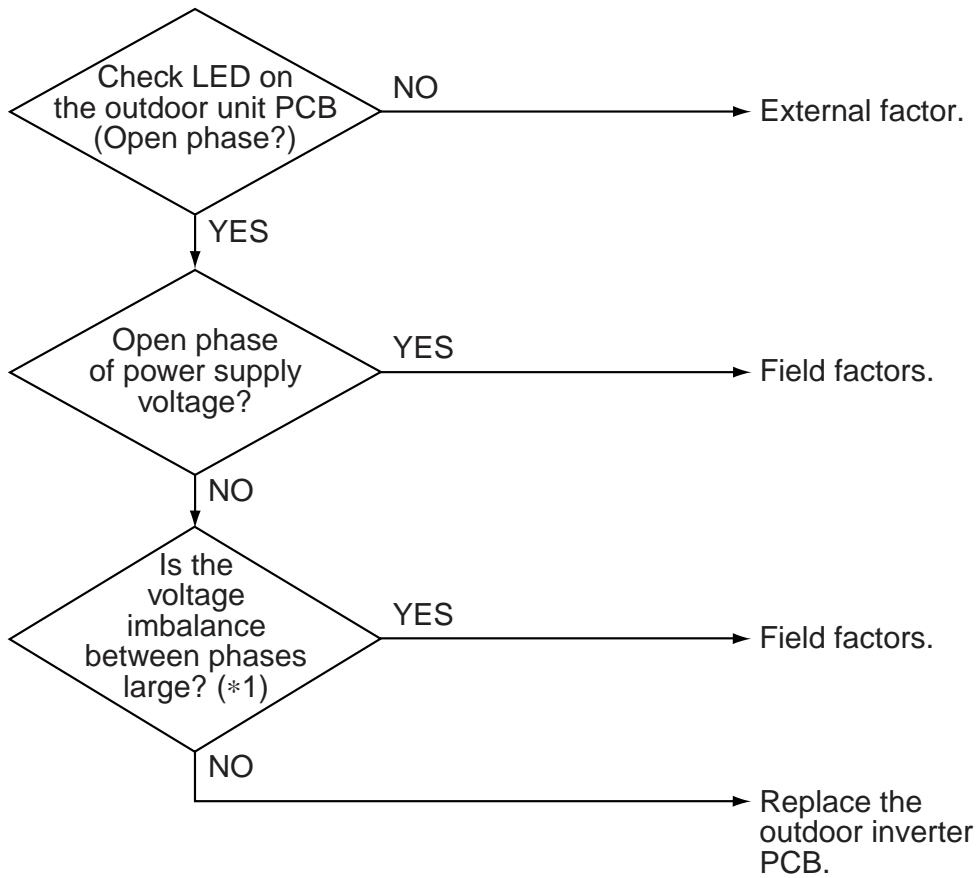 Check LED on
the outdoor unit PCB
(Open phase?)
NO
External factor.
YES
Open phase
of power supply
voltage?
YES
Field factors.
NO
Is the
voltage
imbalance
between phases
large? (∗1)
YES
Field factors.
NO
Replace the
outdoor inverter
PCB.